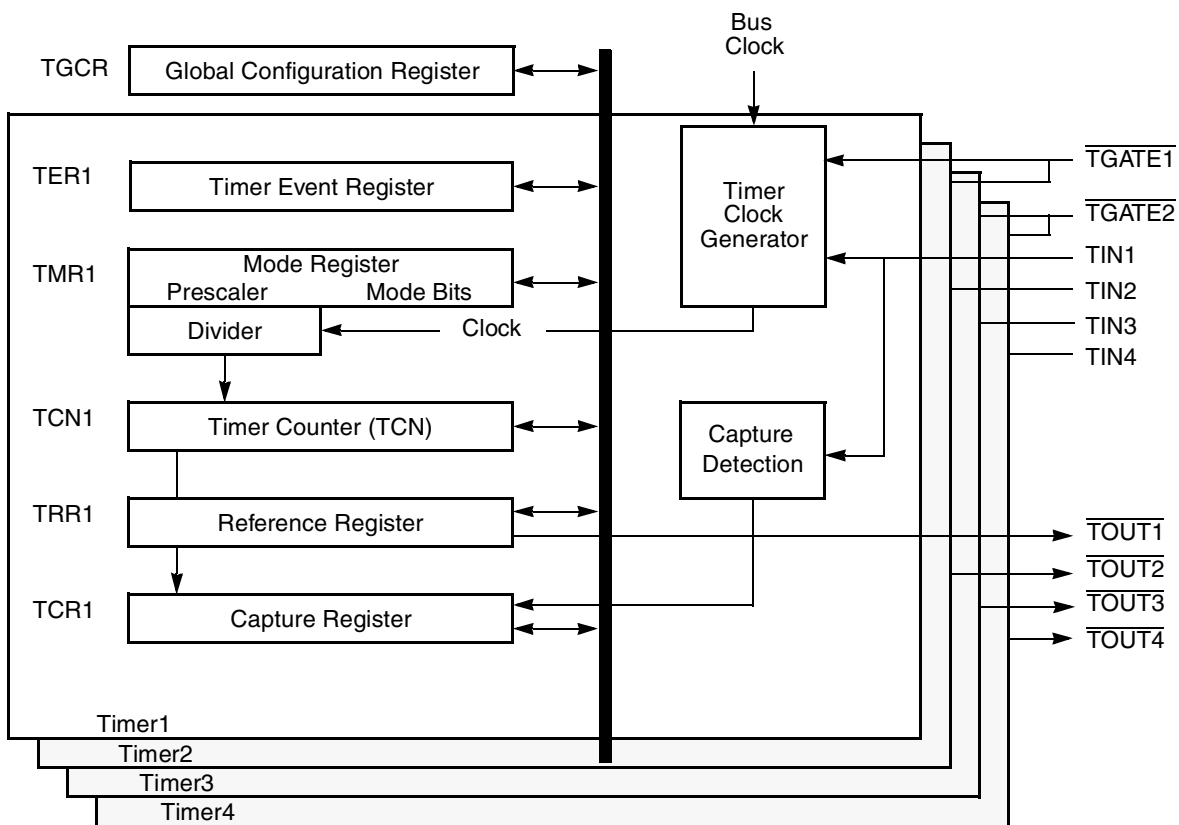 Bus
Clock
TGCR
Global Configuration Register
TER1
Timer Event Register
Timer
Clock
Generator
TGATE1
TGATE2
TMR1
Mode Register
Prescaler
Mode Bits
Divider
Clock
TIN1
TIN2
TIN3
TIN4
TCN1
Timer Counter (TCN)
Capture
Detection
TRR1
Reference Register
TOUT1
TOUT2
TOUT3
TOUT4
TCR1
Capture Register
Timer1
Timer2
Timer3
Timer4